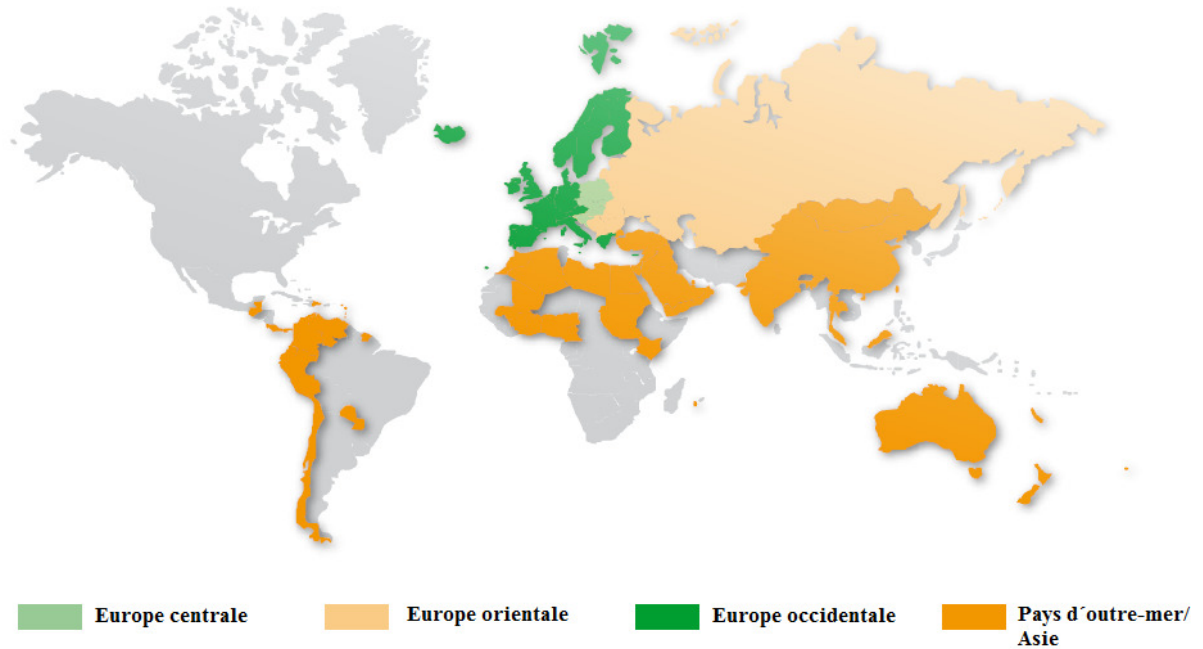 Europe centrale
Europe orientale
Europe occidentale
Pays d´outre-mer/
Asie